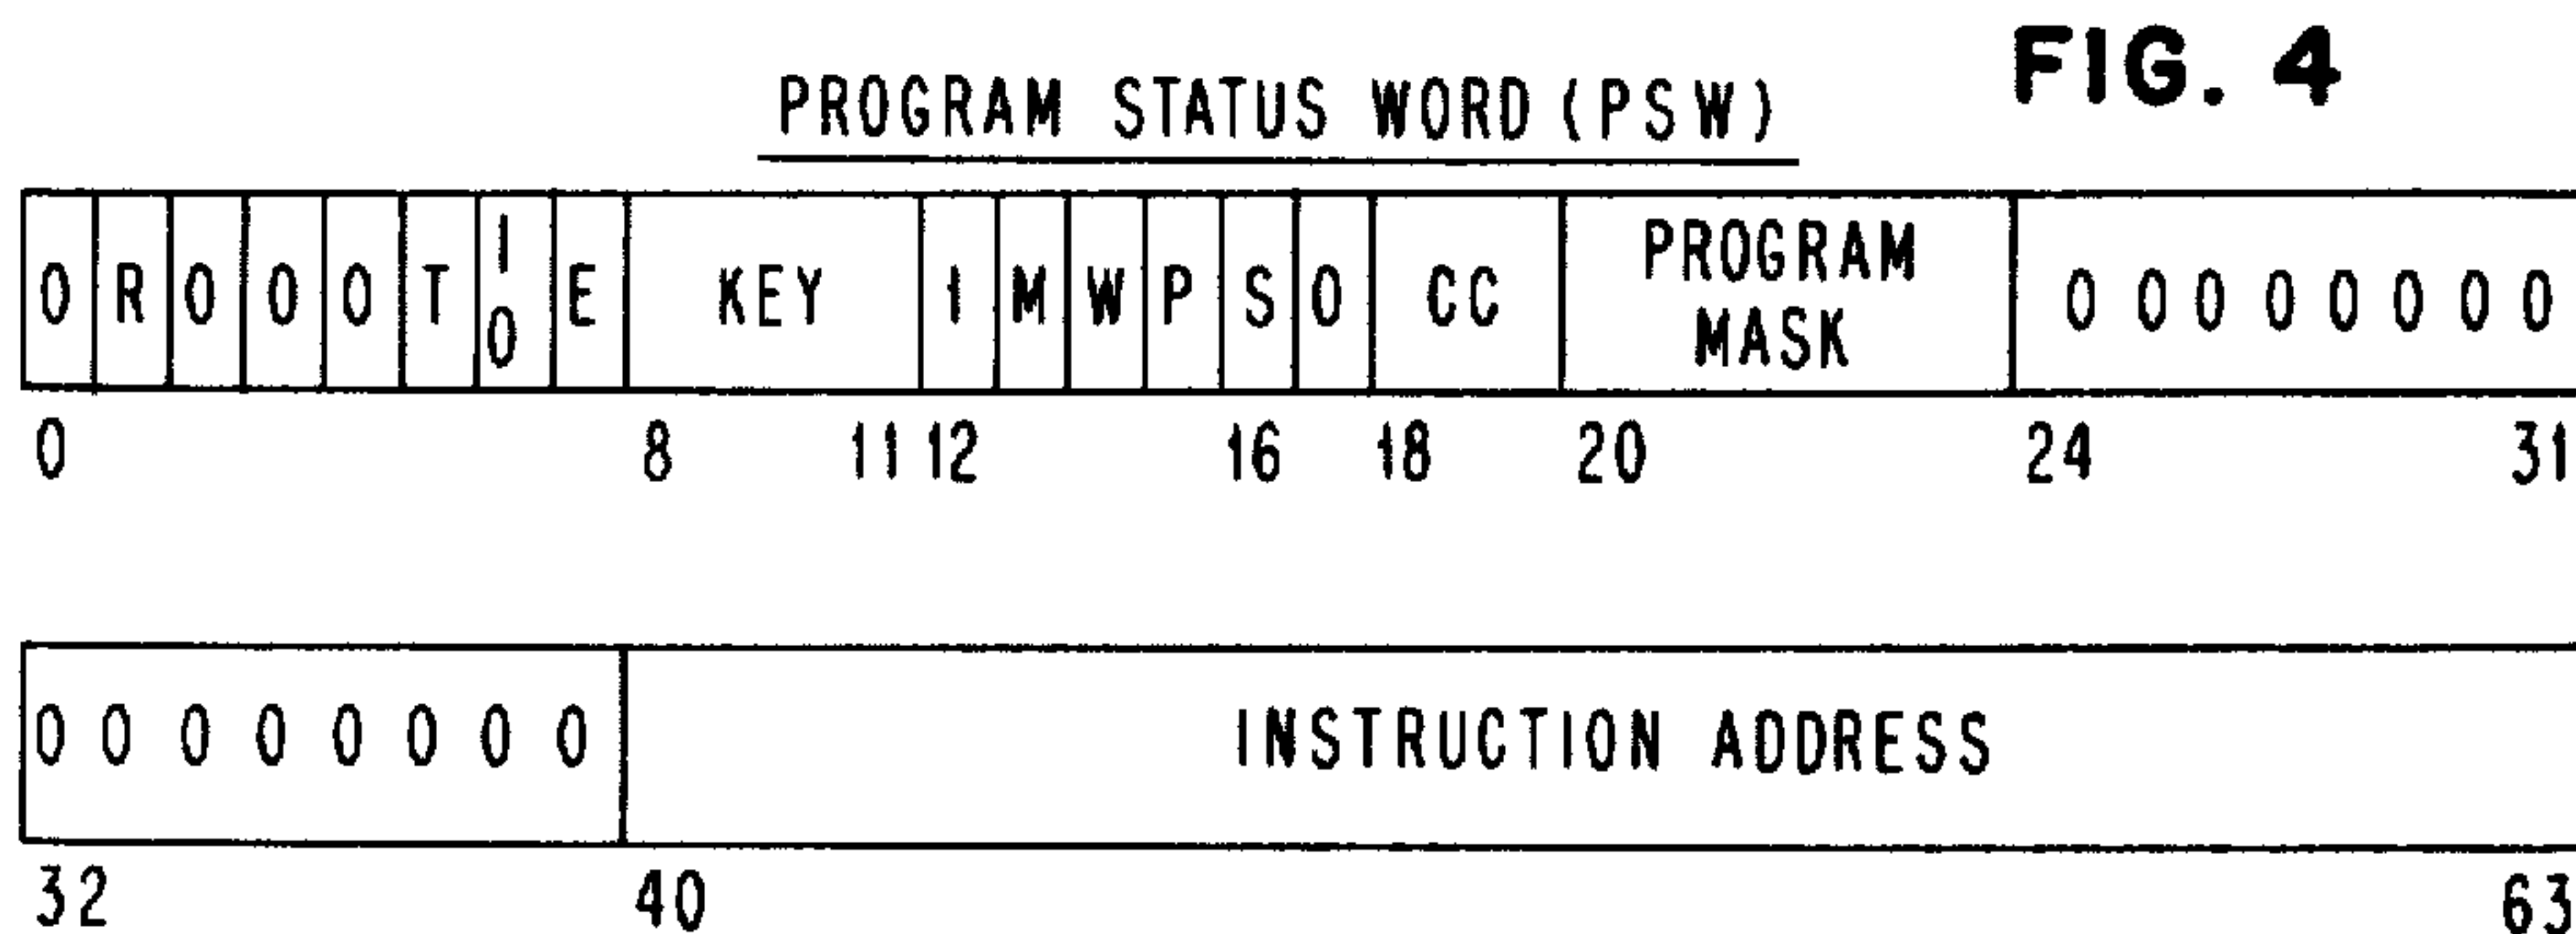 FIG. 4
PROGRAM STATUS WORD (PSW)
0 R 0 0 0 T I/O E KEY 1 M W P S 0 CC PROGRAM MASK 0 0 0 0 0 0 0 0
0 8 11 12 16 18 20 24 31
0 0 0 0 0 0 0 0 INSTRUCTION ADDRESS
32 40 63